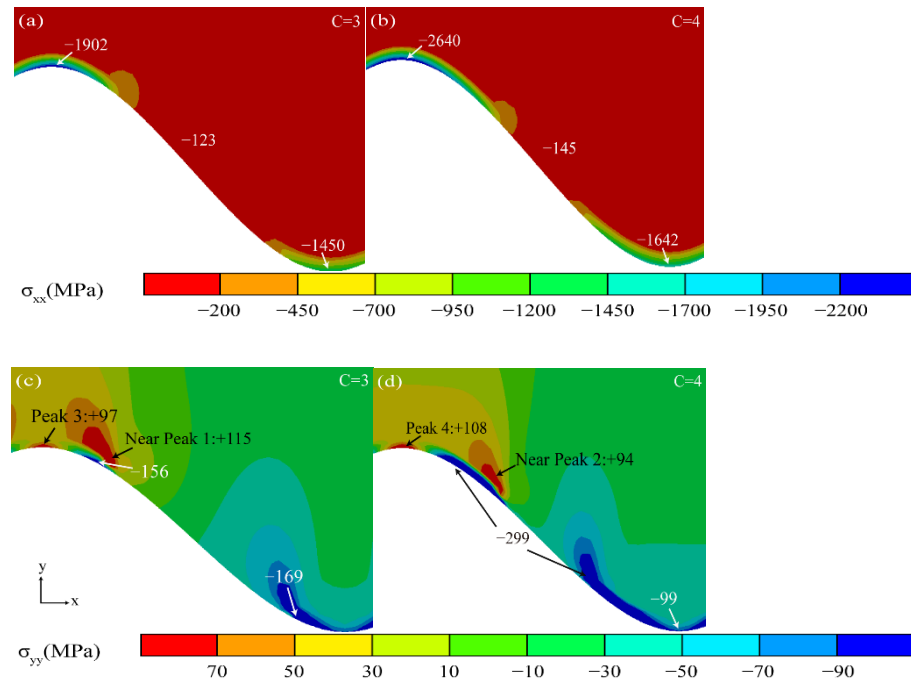 (a) C=3 (b) C=4
−1902 −2640
−123 −145
−1450 −1642
σxx(MPa)
−200 −450 −700 −950 −1200 −1450 −1700 −1950 −2200
(c) C=3 (d) C=4
Peak 3:+97 Peak 4:+108
Near Peak 1:+115 Near Peak 2:+94
−156
−299
−169 −99
y
x
σyy(MPa)
70 50 30 10 −10 −30 −50 −70 −90